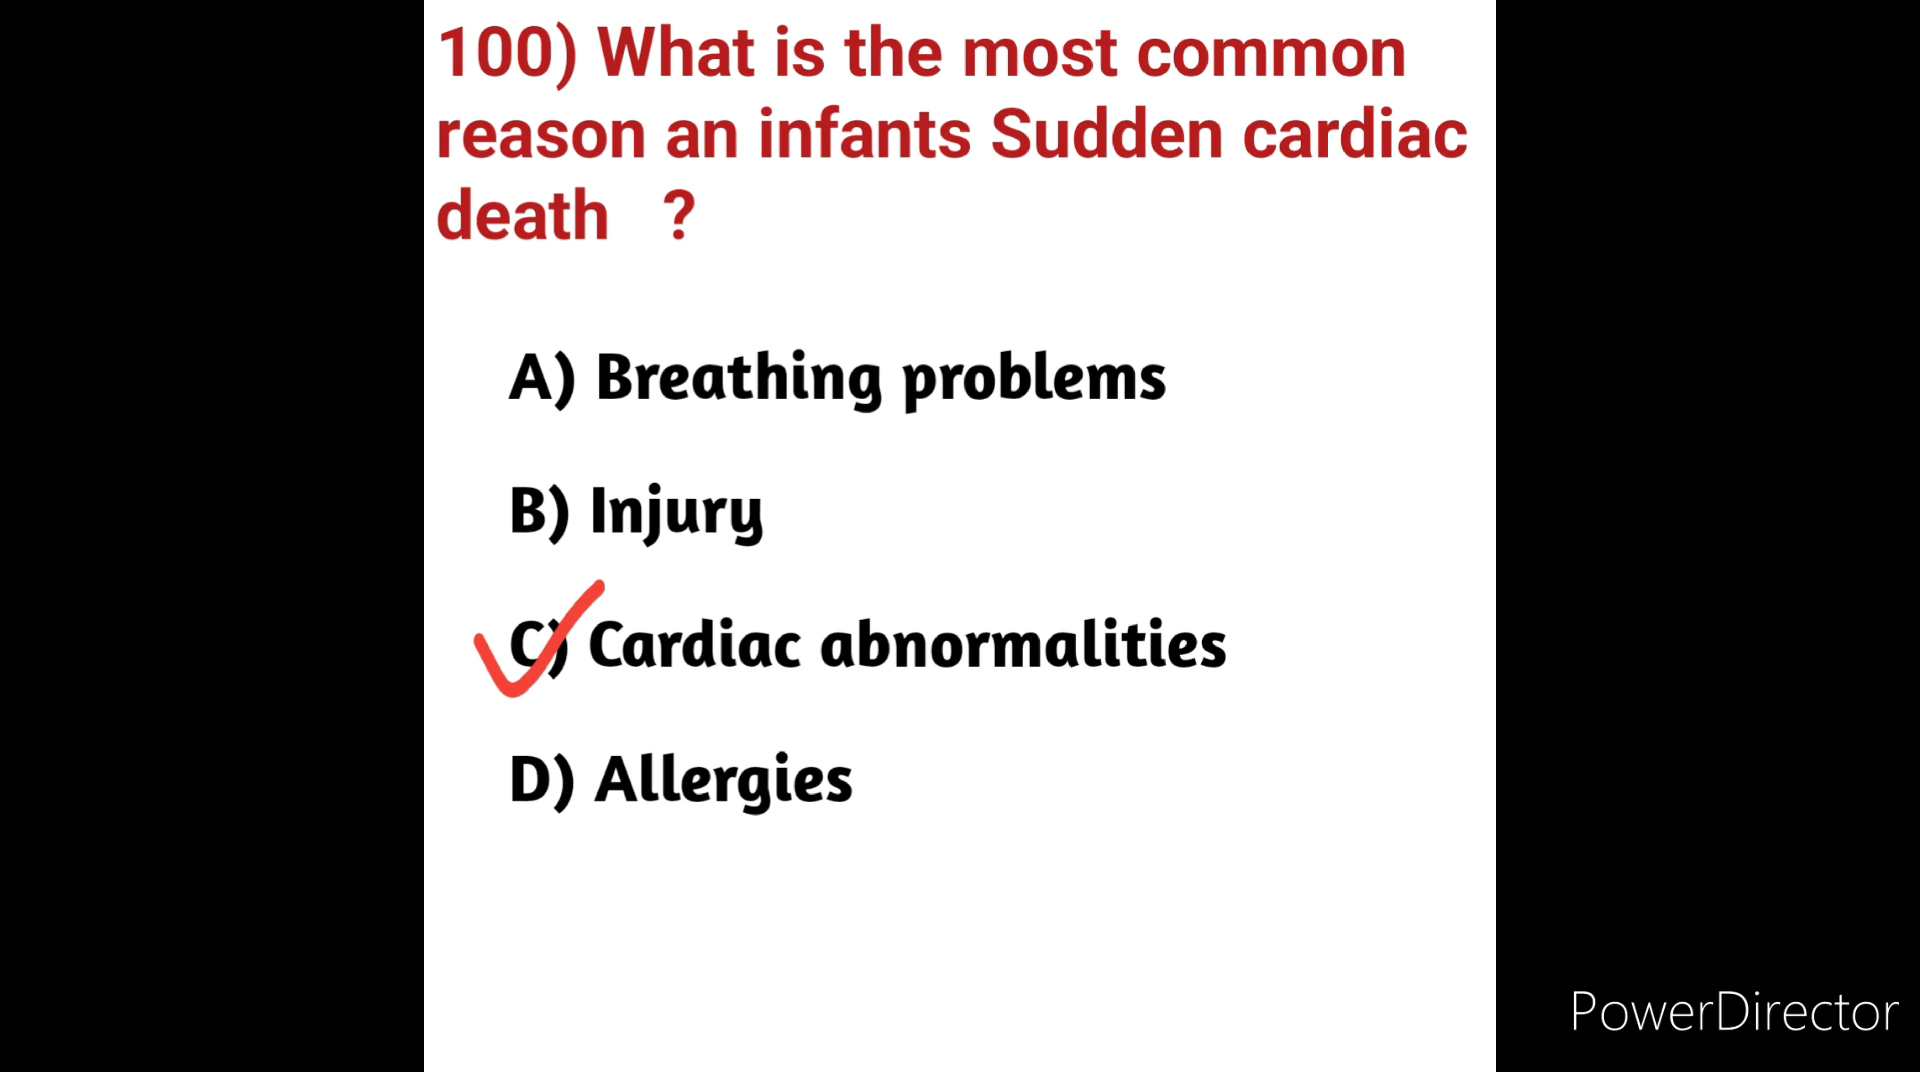 100) What is the most common
reason an infants Sudden cardiac
death ?
A) Breathing problems
B) Injury
C) Cardiac abnormalities
D) Allergies
PowerDirector